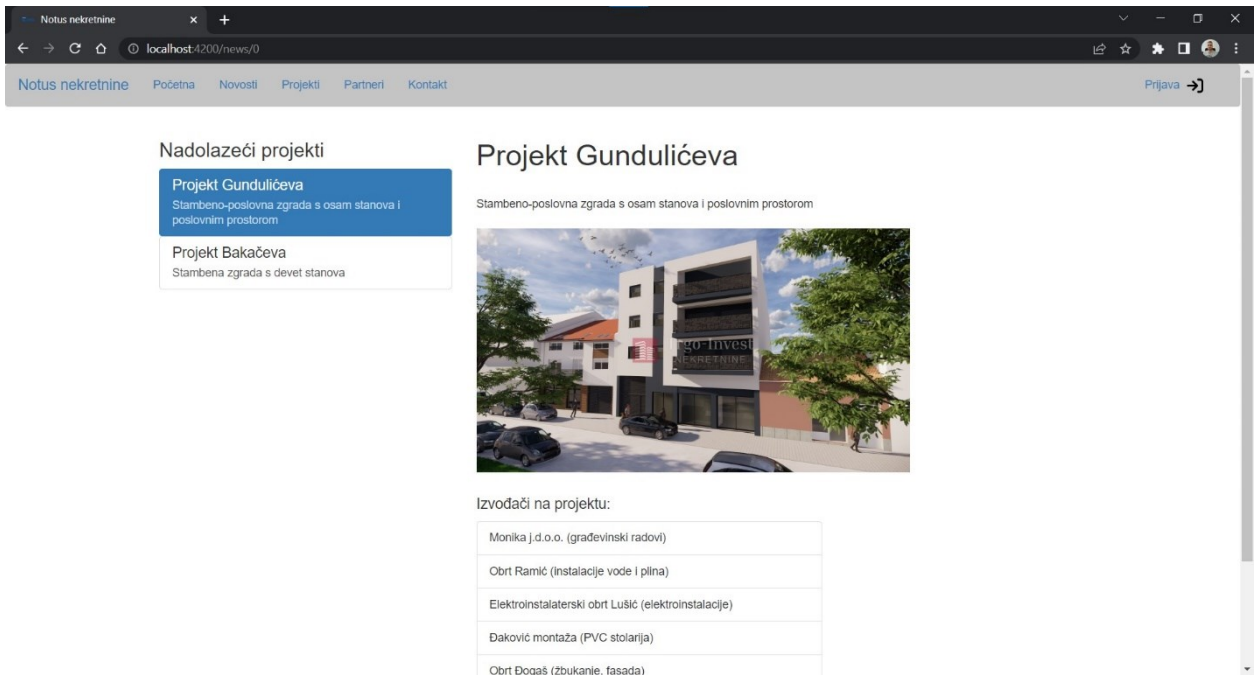 Notus nekretnine
localhost:4200/news/0
Notus nekretnine Početna Novosti Projekti Partneri Kontakt Prijava
Nadolazeći projekti
Projekt Gundulićeva
Stambeno-poslovna zgrada s osam stanova i
poslovnim prostorom
Projekt Bakačeva
Stambena zgrada s devet stanova
Projekt Gundulićeva
Stambeno-poslovna zgrada s osam stanova i poslovnim prostorom
go-Invest
NEKRETNINE
Izvođači na projektu:
Monika j.d.o.o. (građevinski radovi)
Obrt Ramić (instalacije vode i plina)
Elektroinstalaterski obrt Lušić (elektroinstalacije)
Đaković montaža (PVC stolarija)
Obrt Đogaš (žbukanje, fasada)